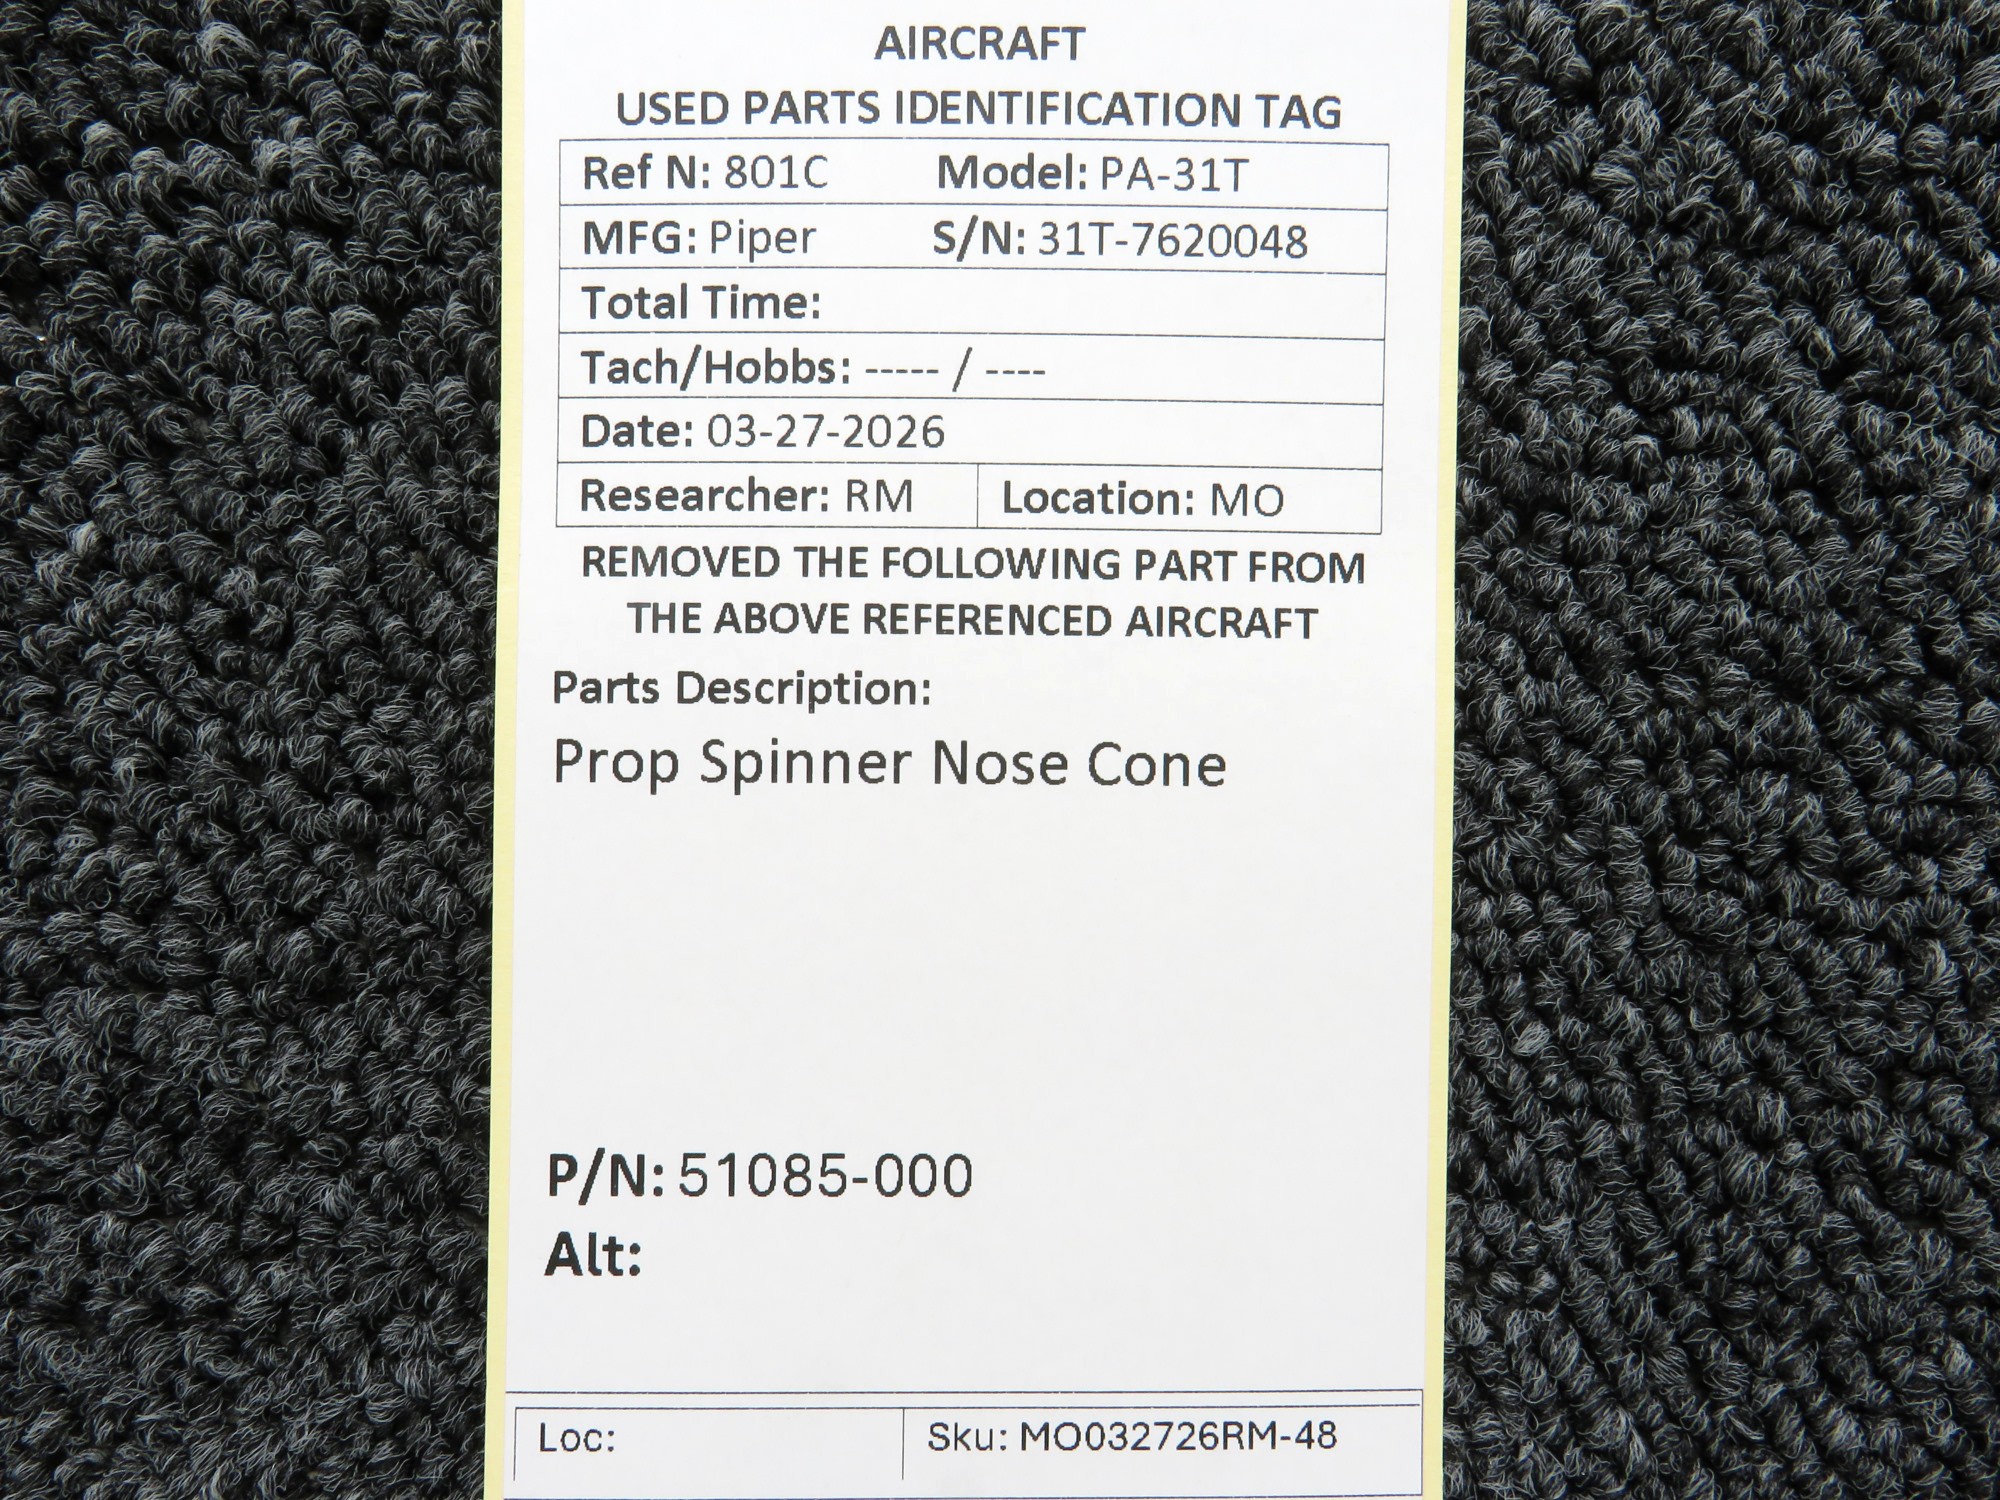 AIRCRAFT
USED PARTS IDENTIFICATION TAG
Ref N: 801C Model: PA-31T
MFG: Piper S/N: 31T-7620048
Total Time:
Tach/Hobbs: ----- / ----
Date: 03-27-2026
Researcher: RM Location: MO
REMOVED THE FOLLOWING PART FROM
THE ABOVE REFERENCED AIRCRAFT
Parts Description:
Prop Spinner Nose Cone
P/N: 51085-000
Alt:
Loc: Sku: MO032726RM-48